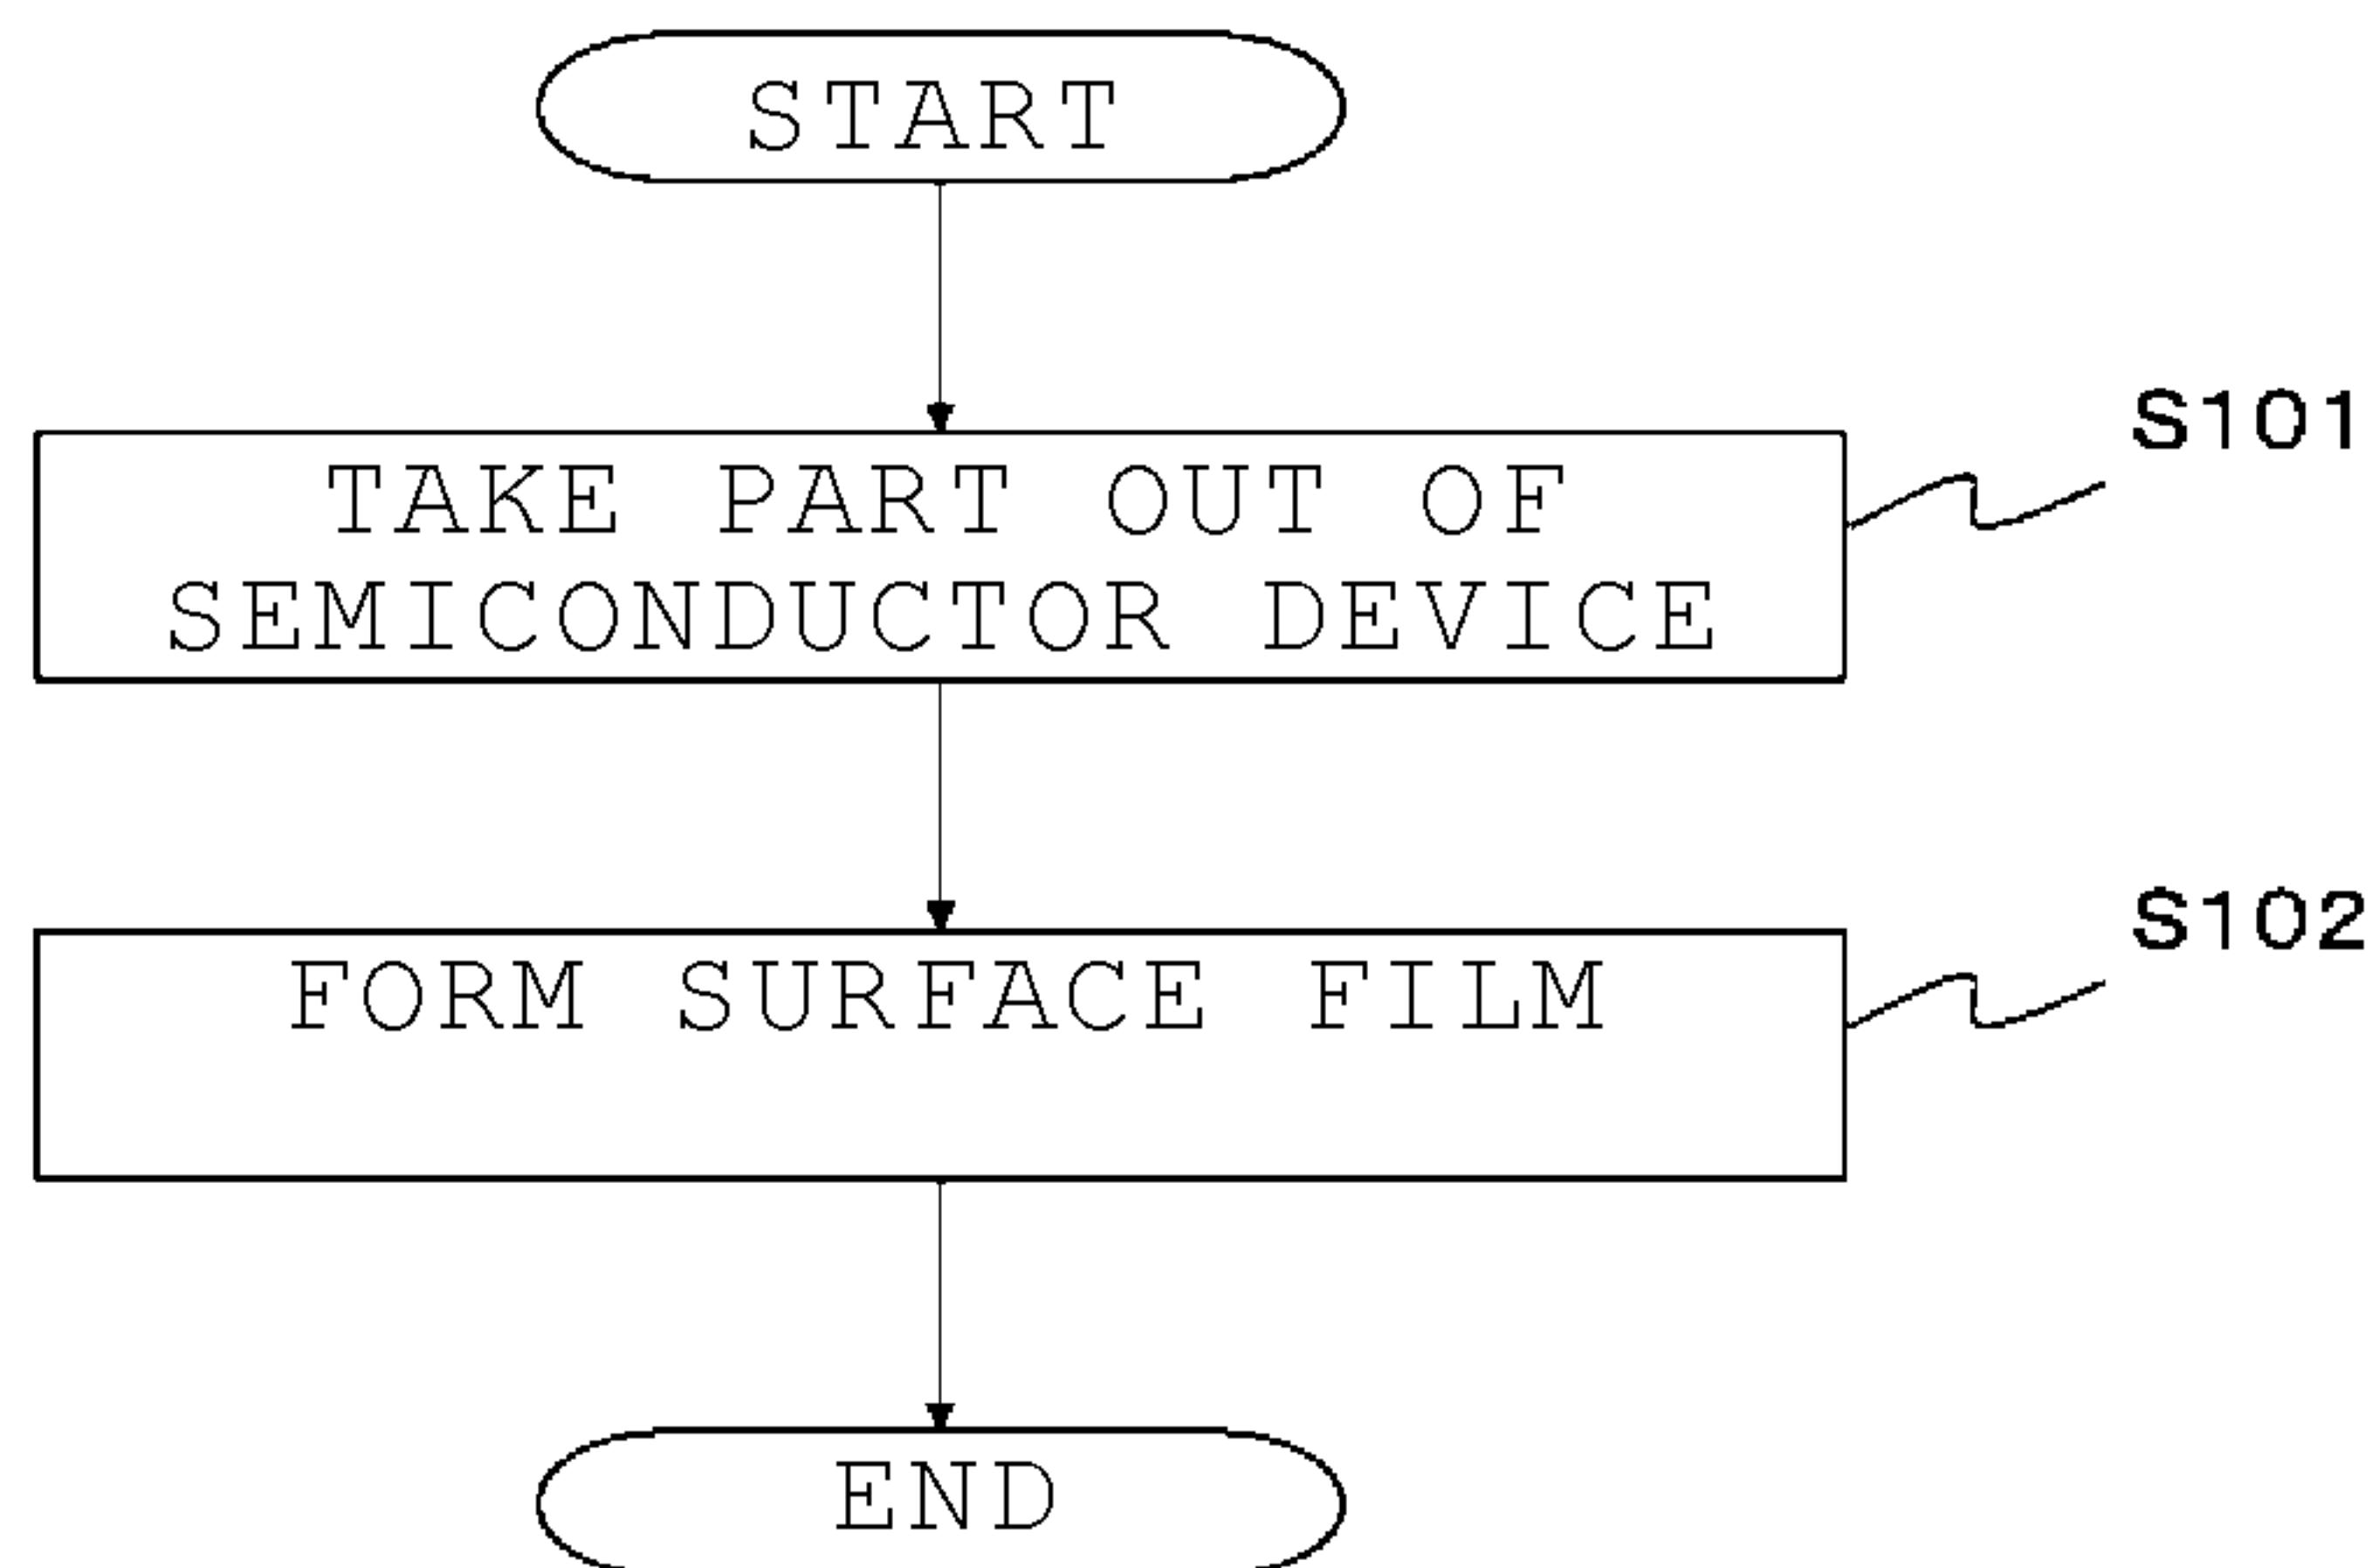 START
S101
TAKE PART OUT OF
SEMICONDUCTOR DEVICE
S102
FORM SURFACE FILM
END